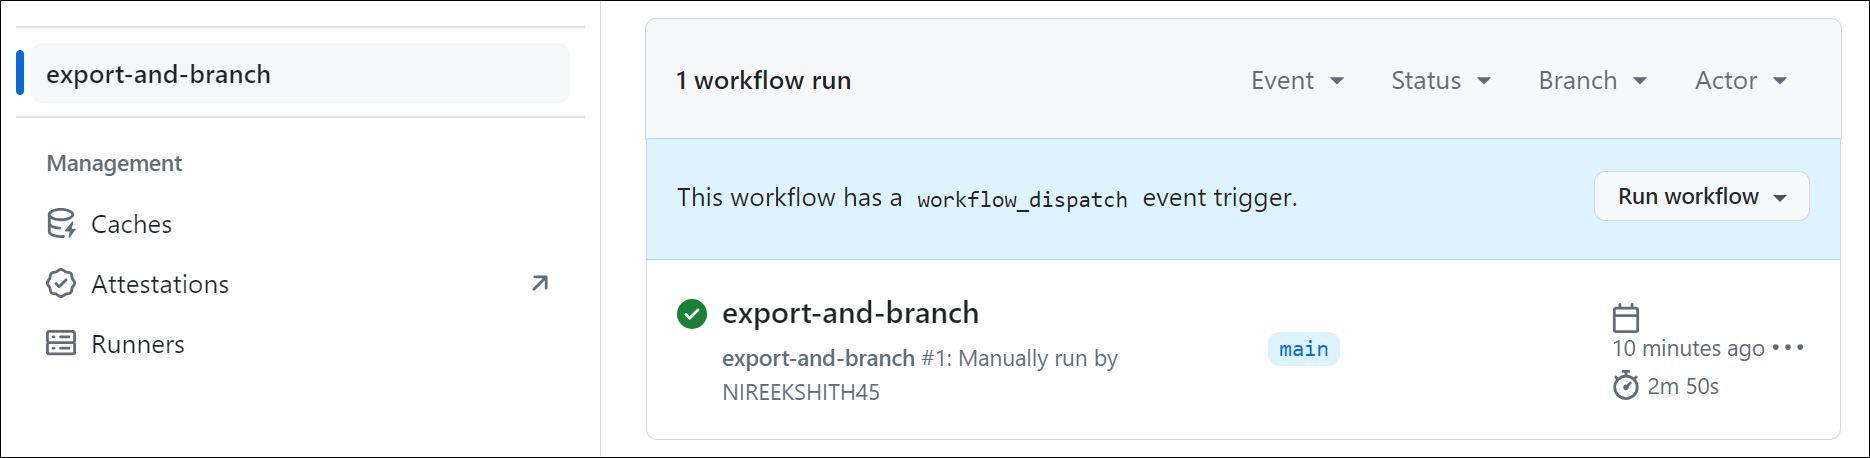 export-and-branch
Management
Caches
Attestations
Runners
1 workflow run
Event
Status
Branch
Actor
This workflow has a workflow_dispatch event trigger.
Run workflow
export-and-branch
export-and-branch #1: Manually run by
NIREEKSHITH45
main
10 minutes ago
2m 50s